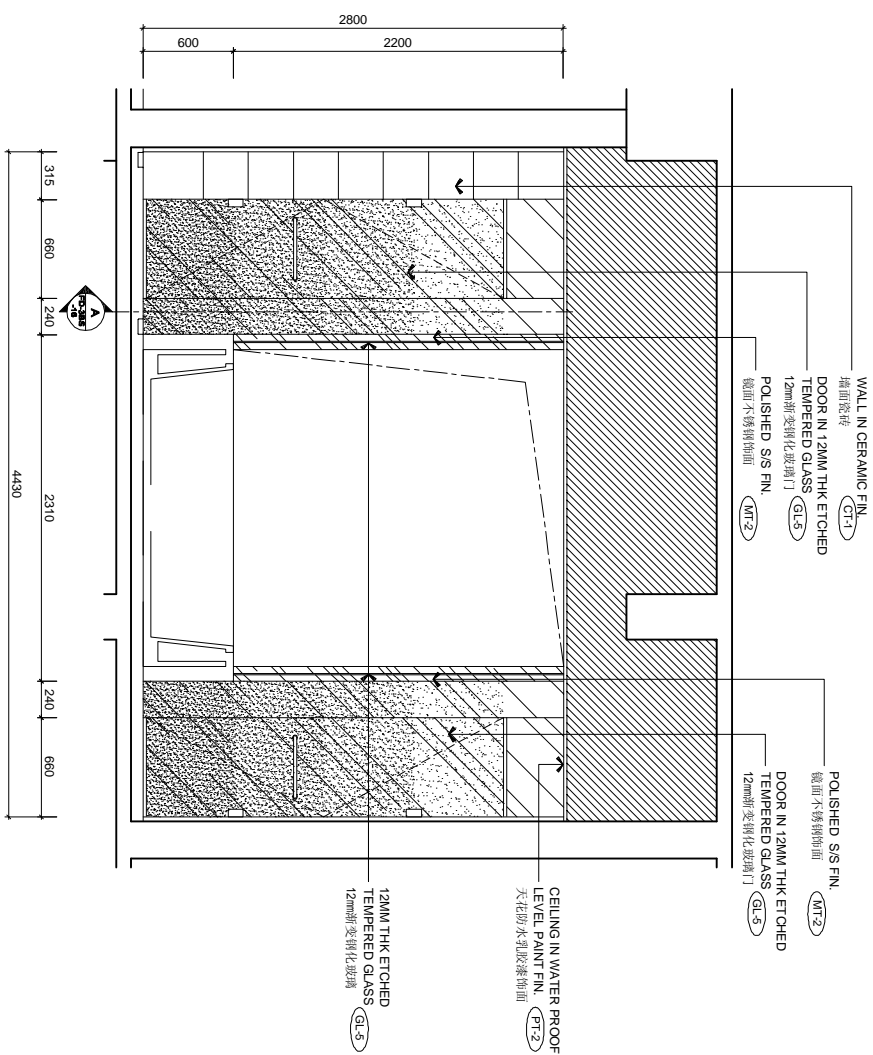 WALL IN CERAMIC FIN.
墙面瓷砖
CT-1
DOOR IN 12MM THK ETCHED
TEMPERED GLASS
12mm渐变钢化玻璃门
GL-5
POLISHED S/S FIN.
镜面不锈钢饰面
MT-2
POLISHED S/S FIN.
镜面不锈钢饰面
MT-2
DOOR IN 12MM THK ETCHED
TEMPERED GLASS
12mm渐变钢化玻璃门
GL-5
CEILING IN WATER PROOF
LEVEL PAINT FIN.
天花防水乳胶漆饰面
PT-2
12MM THK ETCHED
TEMPERED GLASS
12mm渐变钢化玻璃
GL-5
2800
600
2200
315
660
240
2310
240
660
4430
A